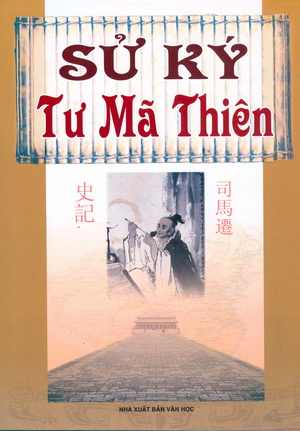 SỬ KÝ
Tư Mã Thiên
史記
司馬遷
NHÀ XUẤT BẢN VĂN HỌC